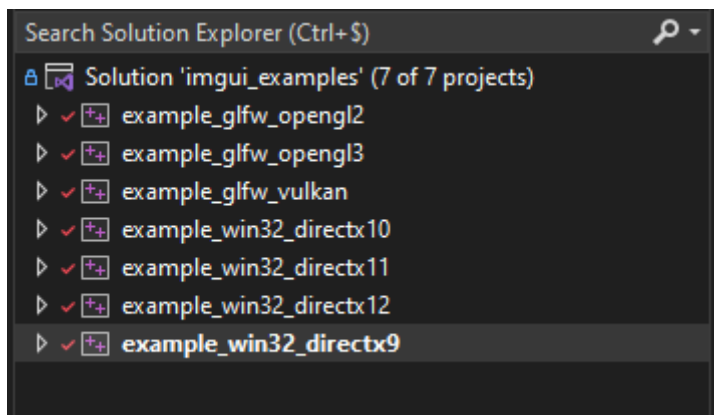 Search Solution Explorer (Ctrl+$)
Solution 'imgui_examples' (7 of 7 projects)
example_glfw_opengl2
example_glfw_opengl3
example_glfw_vulkan
example_win32_directx10
example_win32_directx11
example_win32_directx12
example_win32_directx9